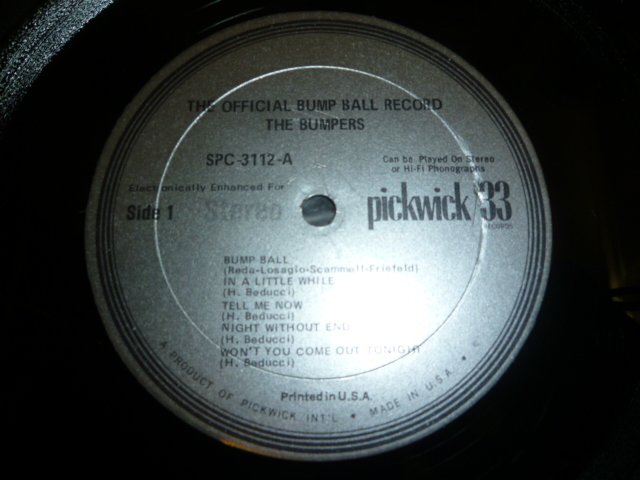 THE OFFICIAL BUMP BALL RECORD
THE BUMPERS
SPC-3112-A
Can be Played On Stereo
or Hi-Fi Phonographs
Electronically Enhanced For
Side 1 Stereo
pickwick/33
RECORDS
BUMP BALL
(Reda-Losagio-Scammell-Friefeld)
IN A LITTLE WHILE
(H. Beducci)
TELL ME NOW
(H. Beducci)
NIGHT WITHOUT END
(H. Beducci)
WON'T YOU COME OUT TONIGHT
(H. Beducci)
Printed in U.S.A.
A PRODUCT OF PICKWICK INT'L. • MADE IN U.S.A.